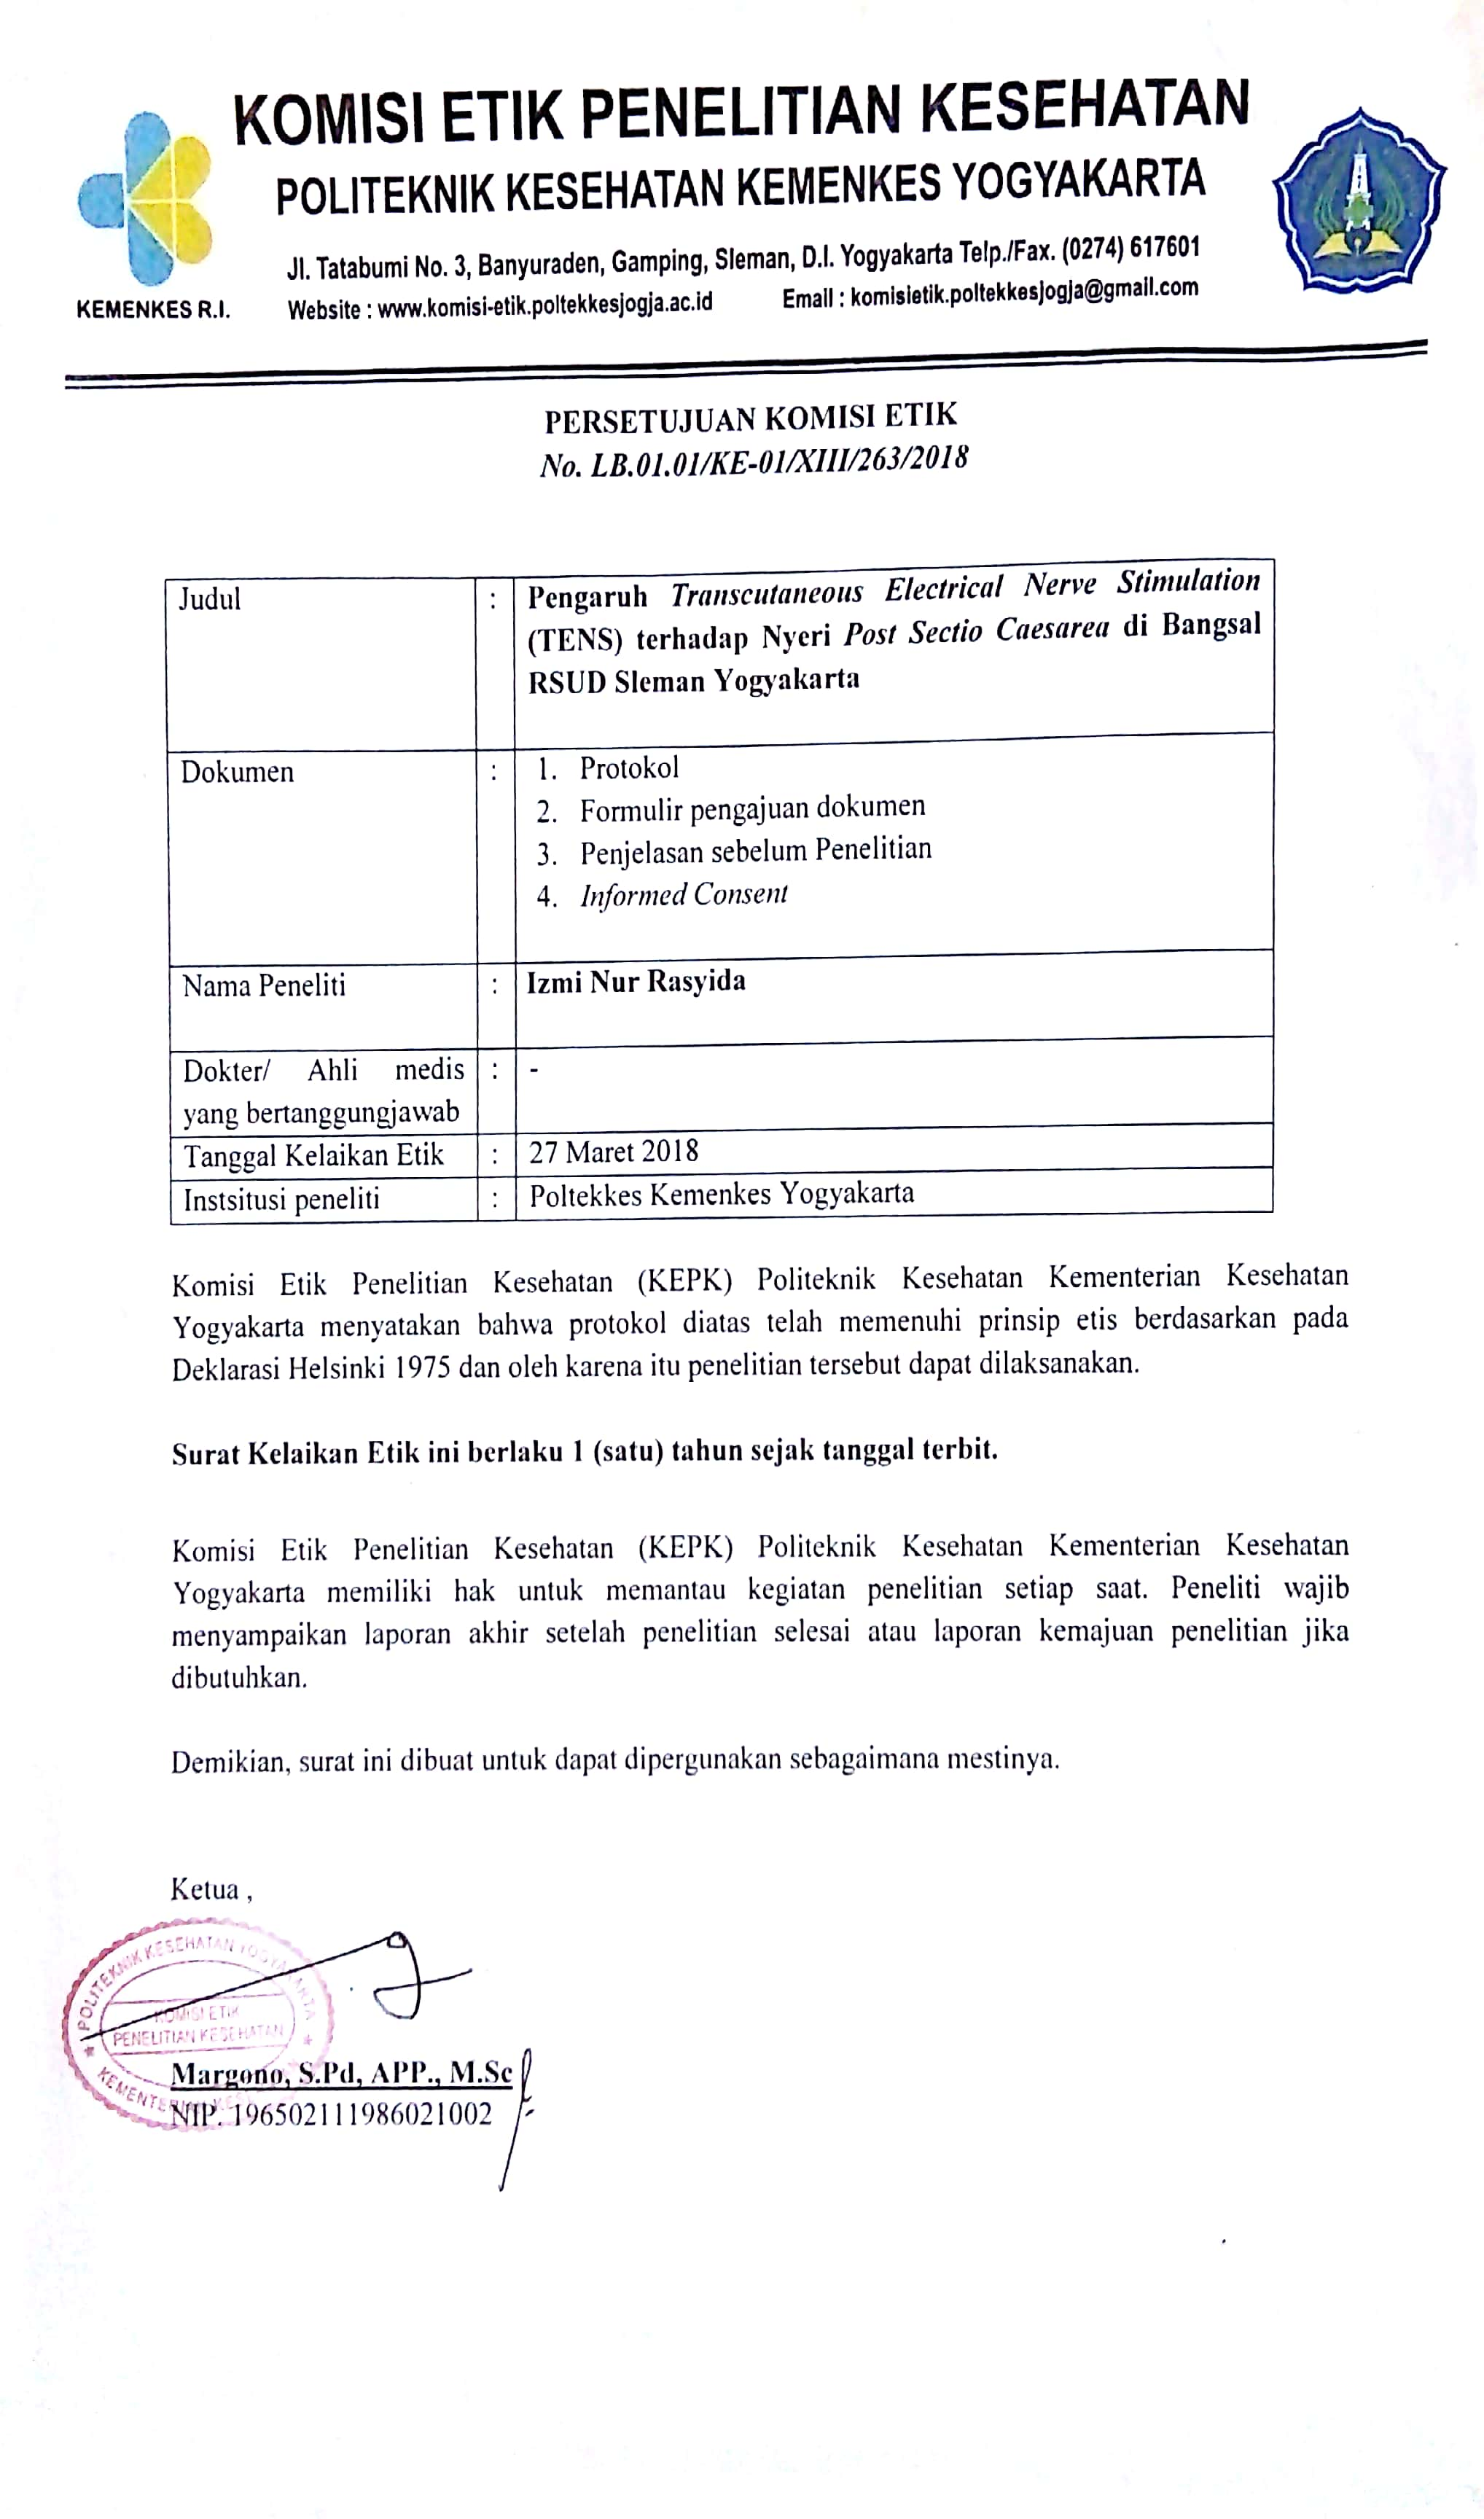 KOMISI ETIK PENELITIAN KESEHATAN
POLITEKNIK KESEHATAN KEMENKES YOGYAKARTA
Jl. Tatabumi No. 3, Banyuraden, Gamping, Sleman, D.I. Yogyakarta Telp./Fax. (0274) 617601
KEMENKES R.I.
Website : www.komisi-etik.poltekkesjogja.ac.id Email : komisietik.poltekkesjogja@gmail.com
PERSETUJUAN KOMISI ETIK
No. LB.01.01/KE-01/XIII/263/2018
Judul : Pengaruh Transcutaneous Electrical Nerve Stimulation
(TENS) terhadap Nyeri Post Sectio Caesarea di Bangsal
RSUD Sleman Yogyakarta
Dokumen : 1. Protokol
2. Formulir pengajuan dokumen
3. Penjelasan sebelum Penelitian
4. Informed Consent
Nama Peneliti : Izmi Nur Rasyida
Dokter/ Ahli medis : -
yang bertanggungjawab
Tanggal Kelaikan Etik : 27 Maret 2018
Instsitusi peneliti : Poltekkes Kemenkes Yogyakarta
Komisi Etik Penelitian Kesehatan (KEPK) Politeknik Kesehatan Kementerian Kesehatan
Yogyakarta menyatakan bahwa protokol diatas telah memenuhi prinsip etis berdasarkan pada
Deklarasi Helsinki 1975 dan oleh karena itu penelitian tersebut dapat dilaksanakan.
Surat Kelaikan Etik ini berlaku 1 (satu) tahun sejak tanggal terbit.
Komisi Etik Penelitian Kesehatan (KEPK) Politeknik Kesehatan Kementerian Kesehatan
Yogyakarta memiliki hak untuk memantau kegiatan penelitian setiap saat. Peneliti wajib
menyampaikan laporan akhir setelah penelitian selesai atau laporan kemajuan penelitian jika
dibutuhkan.
Demikian, surat ini dibuat untuk dapat dipergunakan sebagaimana mestinya.
Ketua ,
POLITEKNIK KESEHATAN YOGYAKARTA
KOMISI ETIK
PENELITIAN KESEHATAN
Margono, S.Pd, APP., M.Sc
NIP. 196502111986021002